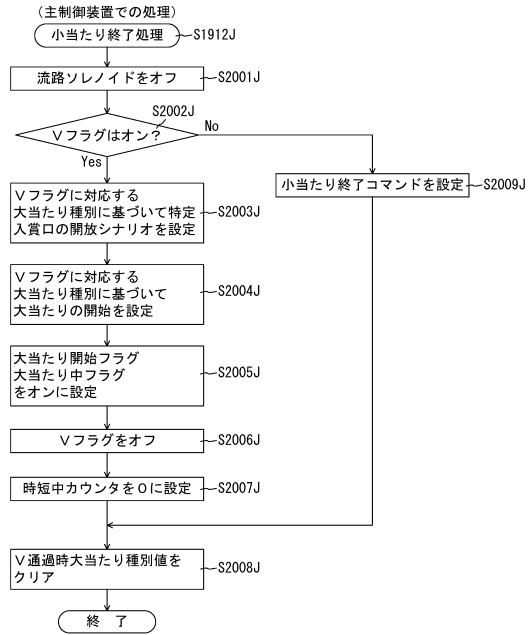 (主制御装置での処理)
小当たり終了処理
S1912J
流路ソレノイドをオフ
S2001J
S2002J
Vフラグはオン?
No
Yes
小当たり終了コマンドを設定
S2009J
Vフラグに対応する
大当たり種別に基づいて特定
入賞口の開放シナリオを設定
S2003J
Vフラグに対応する
大当たり種別に基づいて
大当たりの開始を設定
S2004J
大当たり開始フラグ
大当たり中フラグ
をオンに設定
S2005J
Vフラグをオフ
S2006J
時短中カウンタを0に設定
S2007J
V通過時大当たり種別値を
クリア
S2008J
終 了